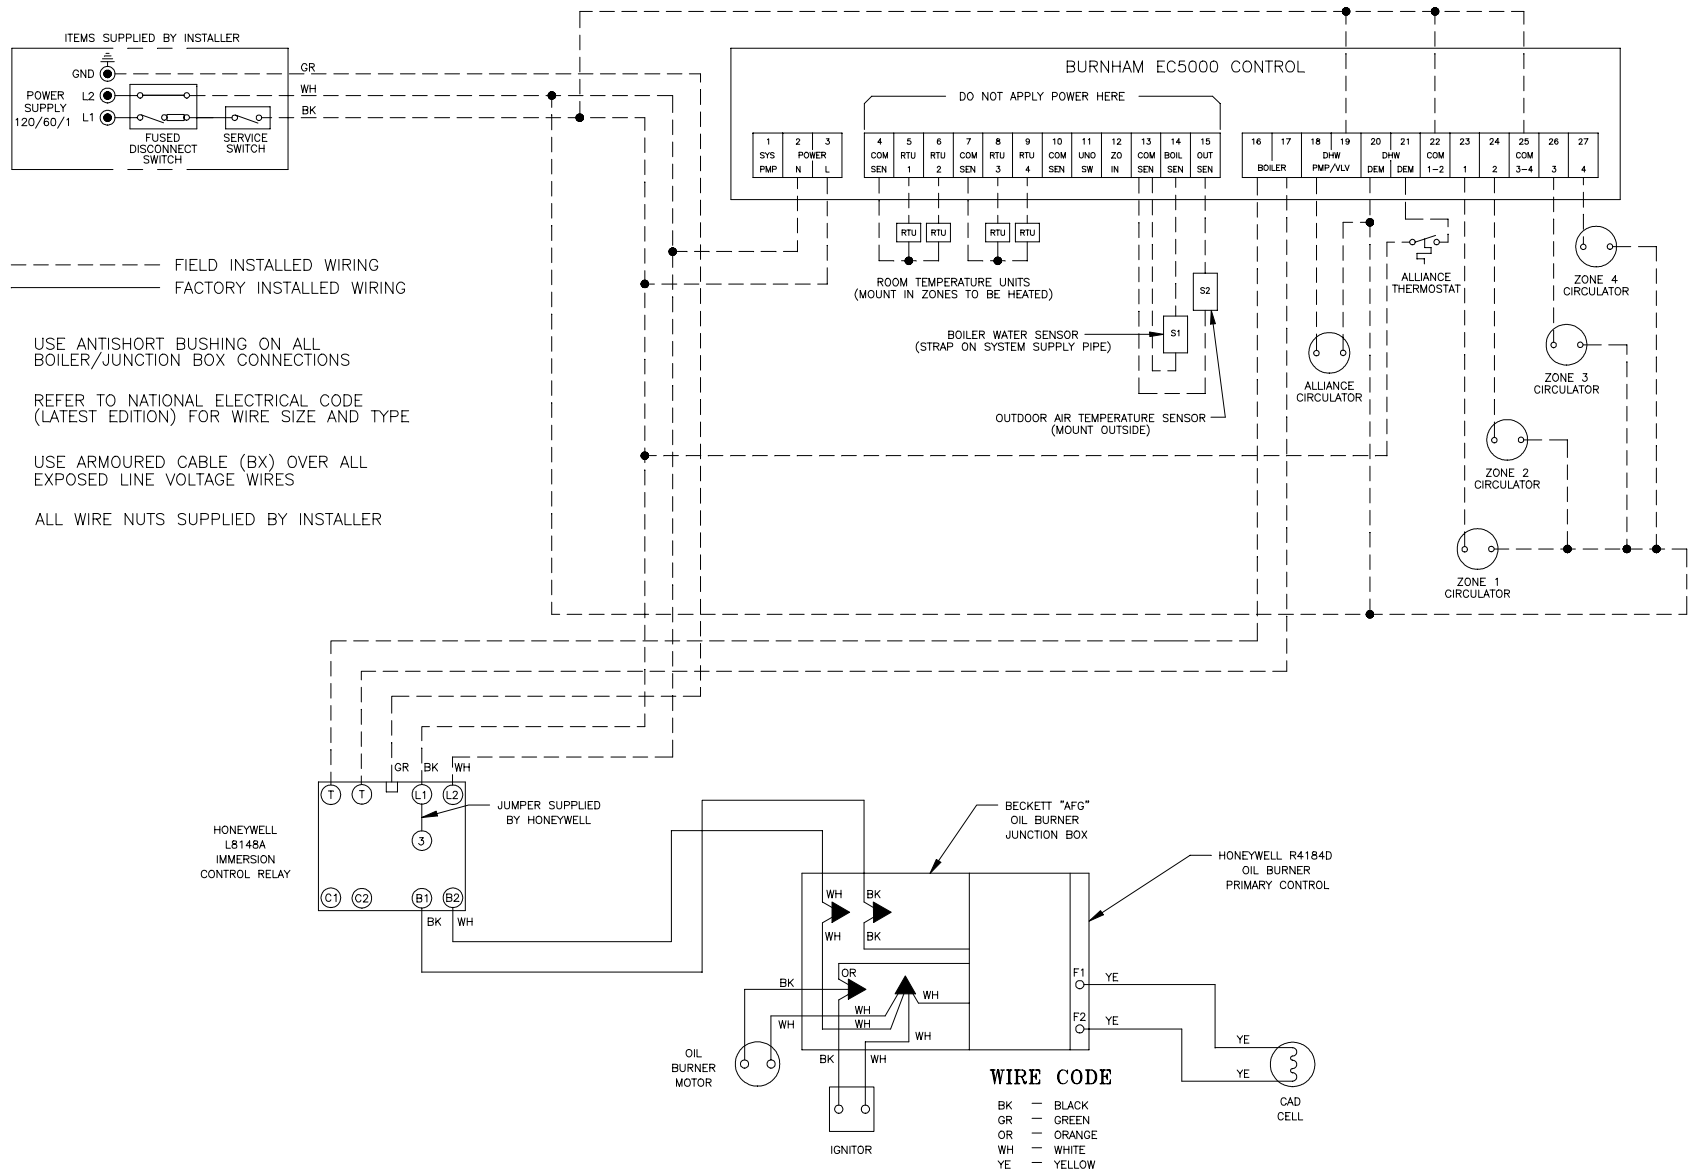 ITEMS SUPPLIED BY INSTALLER
GND
POWER SUPPLY 120/60/1
L2
L1
FUSED DISCONNECT SWITCH
SERVICE SWITCH
GR
WH
BK
FIELD INSTALLED WIRING
FACTORY INSTALLED WIRING
USE ANTISHORT BUSHING ON ALL
BOILER/JUNCTION BOX CONNECTIONS
REFER TO NATIONAL ELECTRICAL CODE
(LATEST EDITION) FOR WIRE SIZE AND TYPE
USE ARMOURED CABLE (BX) OVER ALL
EXPOSED LINE VOLTAGE WIRES
ALL WIRE NUTS SUPPLIED BY INSTALLER
BURNHAM EC5000 CONTROL
DO NOT APPLY POWER HERE
1 2 3 4 5 6 7 8 9 10 11 12 13 14 15 16 17 18 19 20 21 22 23 24 25 26 27
SYS POWER COM RTU RTU COM RTU RTU COM UNO ZO COM BOIL OUT BOILER DHW DHW COM 1 2 COM 3 4
PMP N L SEN 1 2 SEN 3 4 SEN SW IN SEN SEN SEN PMP/VLV DEM DEM 1-2 3-4
RTU RTU RTU RTU
ROOM TEMPERATURE UNITS
(MOUNT IN ZONES TO BE HEATED)
S2
S1
BOILER WATER SENSOR
(STRAP ON SYSTEM SUPPLY PIPE)
OUTDOOR AIR TEMPERATURE SENSOR
(MOUNT OUTSIDE)
ALLIANCE
THERMOSTAT
ALLIANCE
CIRCULATOR
ZONE 4
CIRCULATOR
ZONE 3
CIRCULATOR
ZONE 2
CIRCULATOR
ZONE 1
CIRCULATOR
GR BK WH
T T L1 L2
3
C1 C2 B1 B2
BK WH
JUMPER SUPPLIED
BY HONEYWELL
HONEYWELL
L8148A
IMMERSION
CONTROL RELAY
BECKETT "AFG"
OIL BURNER
JUNCTION BOX
HONEYWELL R4184D
OIL BURNER
PRIMARY CONTROL
WH BK
WH BK
OR
BK
WH
WH
WH
WH
WH
BK
WH
F1 YE
F2 YE
YE
YE
OIL
BURNER
MOTOR
IGNITOR
CAD
CELL
WIRE CODE
BK — BLACK
GR — GREEN
OR — ORANGE
WH — WHITE
YE — YELLOW